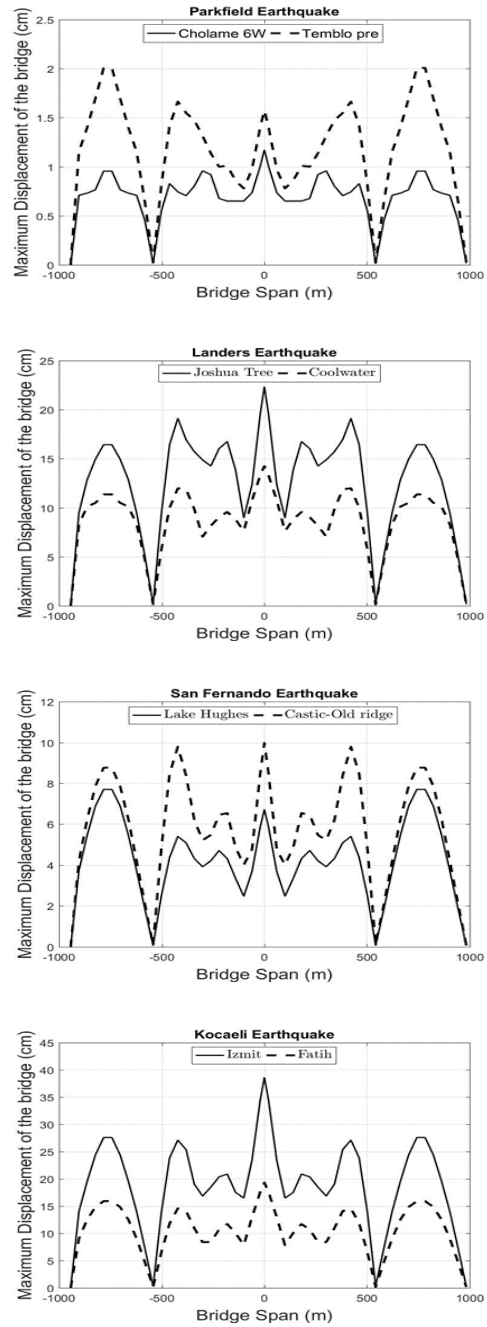 Parkfield Earthquake
Cholame 6W Temblo pre
Maximum Displacement of the bridge (cm)
2.5
2
1.5
1
0.5
0
-1000 -500 0 500 1000
Bridge Span (m)
Landers Earthquake
Joshua Tree Coolwater
Maximum Displacement of the bridge (cm)
25
20
15
10
5
0
-1000 -500 0 500 1000
Bridge Span (m)
San Fernando Earthquake
Lake Hughes Castic-Old ridge
Maximum Displacement of the bridge (cm)
12
10
8
6
4
2
0
-1000 -500 0 500 1000
Bridge Span (m)
Kocaeli Earthquake
Izmit Fatih
Maximum Displacement of the bridge (cm)
45
40
35
30
25
20
15
10
5
0
-1000 -500 0 500 1000
Bridge Span (m)